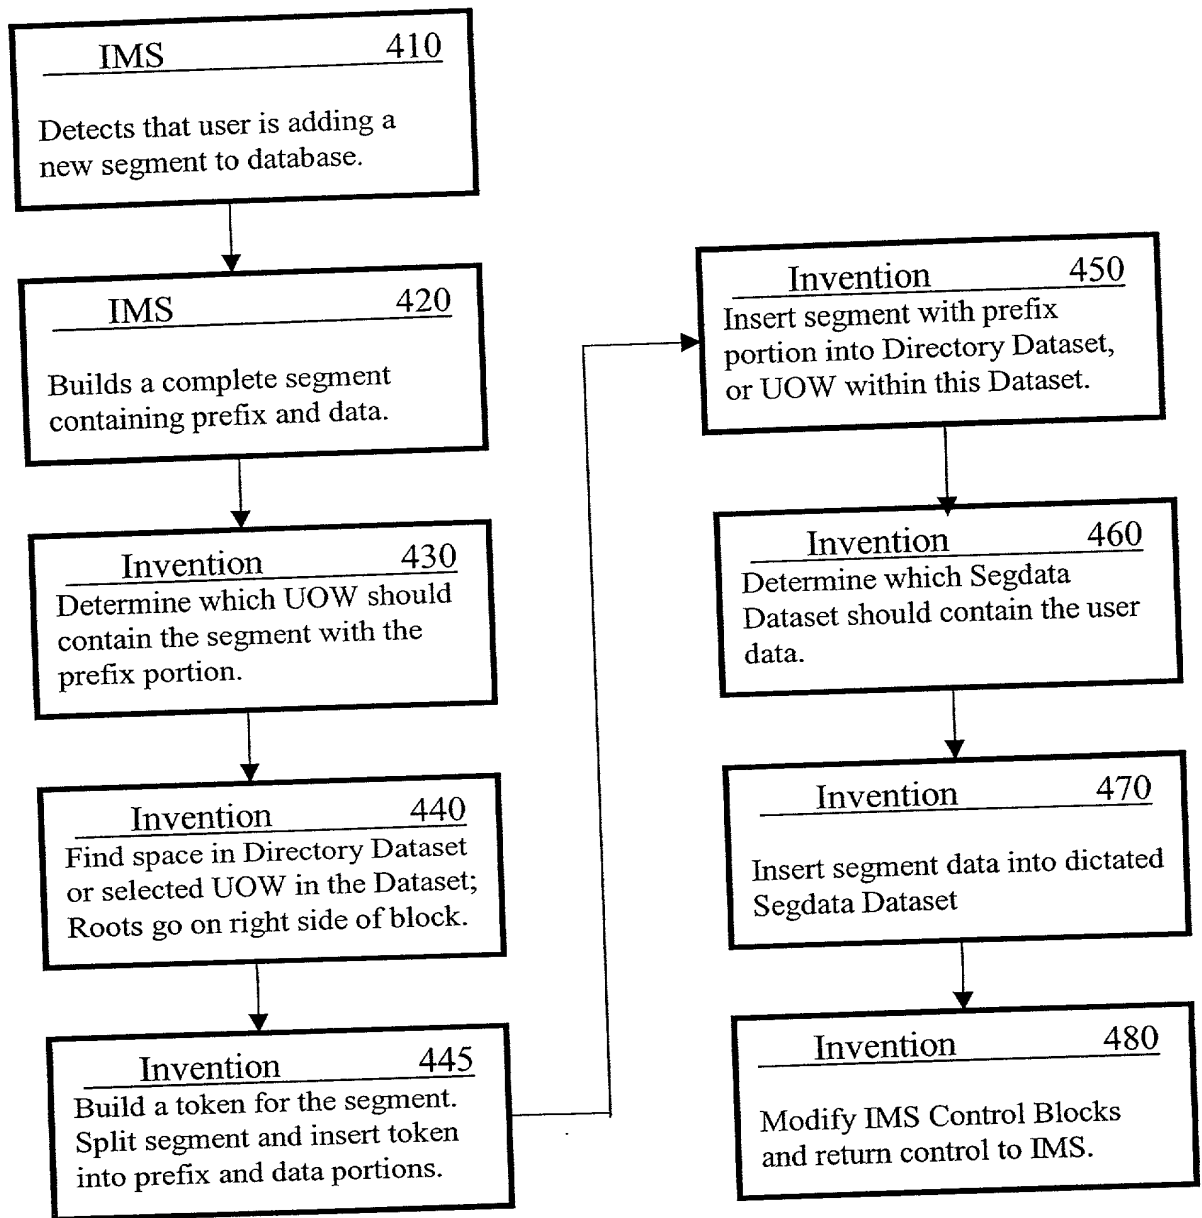 IMS 410
Detects that user is adding a
new segment to database.
IMS 420
Builds a complete segment
containing prefix and data.
Invention 430
Determine which UOW should
contain the segment with the
prefix portion.
Invention 440
Find space in Directory Dataset
or selected UOW in the Dataset;
Roots go on right side of block.
Invention 445
Build a token for the segment.
Split segment and insert token
into prefix and data portions.
Invention 450
Insert segment with prefix
portion into Directory Dataset,
or UOW within this Dataset.
Invention 460
Determine which Segdata
Dataset should contain the user
data.
Invention 470
Insert segment data into dictated
Segdata Dataset
Invention 480
Modify IMS Control Blocks
and return control to IMS.